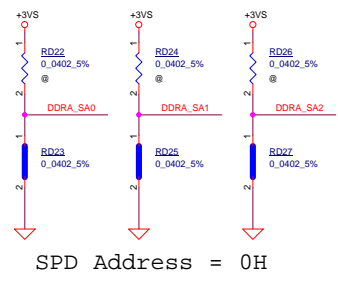 +3VS +3VS +3VS
1 1 1
RD22 RD24 RD26
0_0402_5% 0_0402_5% 0_0402_5%
@ @ @
2 2 2
DDRA_SA0 DDRA_SA1 DDRA_SA2
1 1 1
RD23 RD25 RD27
0_0402_5% 0_0402_5% 0_0402_5%
2 2 2
SPD Address = 0H